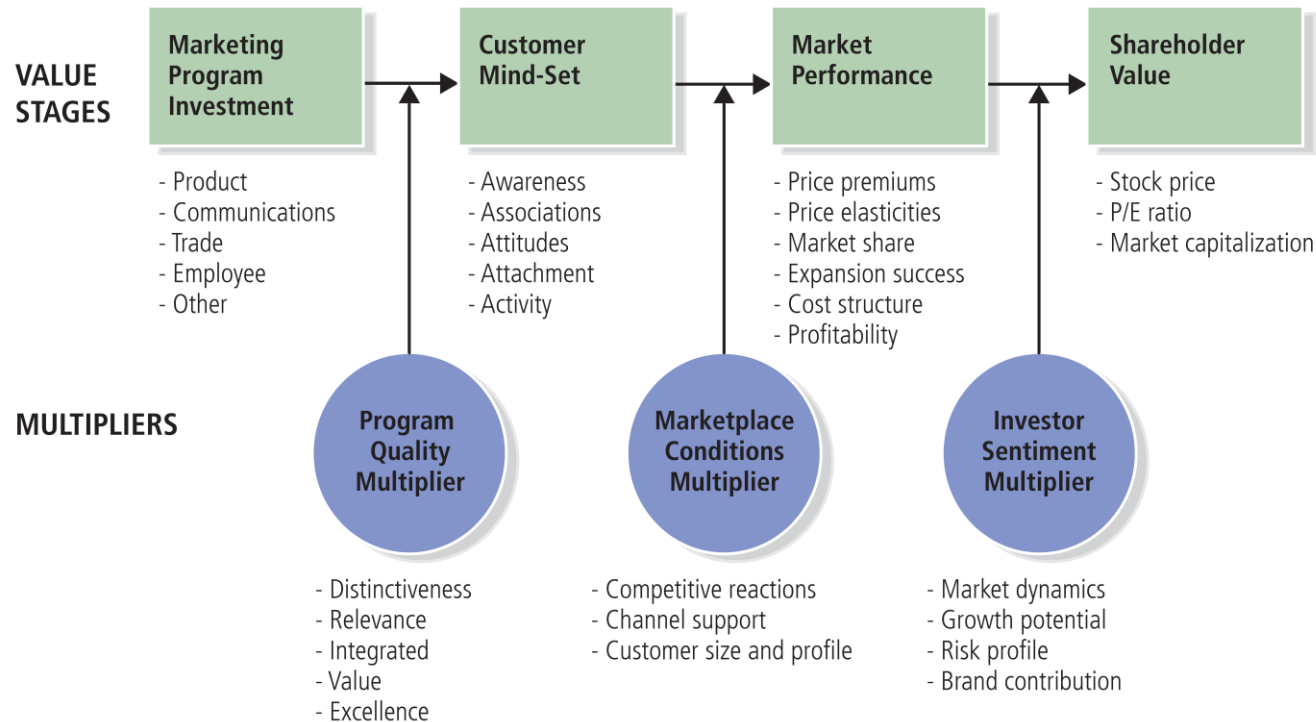 VALUE
STAGES
Marketing
Program
Investment
Customer
Mind-Set
Market
Performance
Shareholder
Value
- Product
- Communications
- Trade
- Employee
- Other
- Awareness
- Associations
- Attitudes
- Attachment
- Activity
- Price premiums
- Price elasticities
- Market share
- Expansion success
- Cost structure
- Profitability
- Stock price
- P/E ratio
- Market capitalization
MULTIPLIERS
Program
Quality
Multiplier
Marketplace
Conditions
Multiplier
Investor
Sentiment
Multiplier
- Distinctiveness
- Relevance
- Integrated
- Value
- Excellence
- Competitive reactions
- Channel support
- Customer size and profile
- Market dynamics
- Growth potential
- Risk profile
- Brand contribution